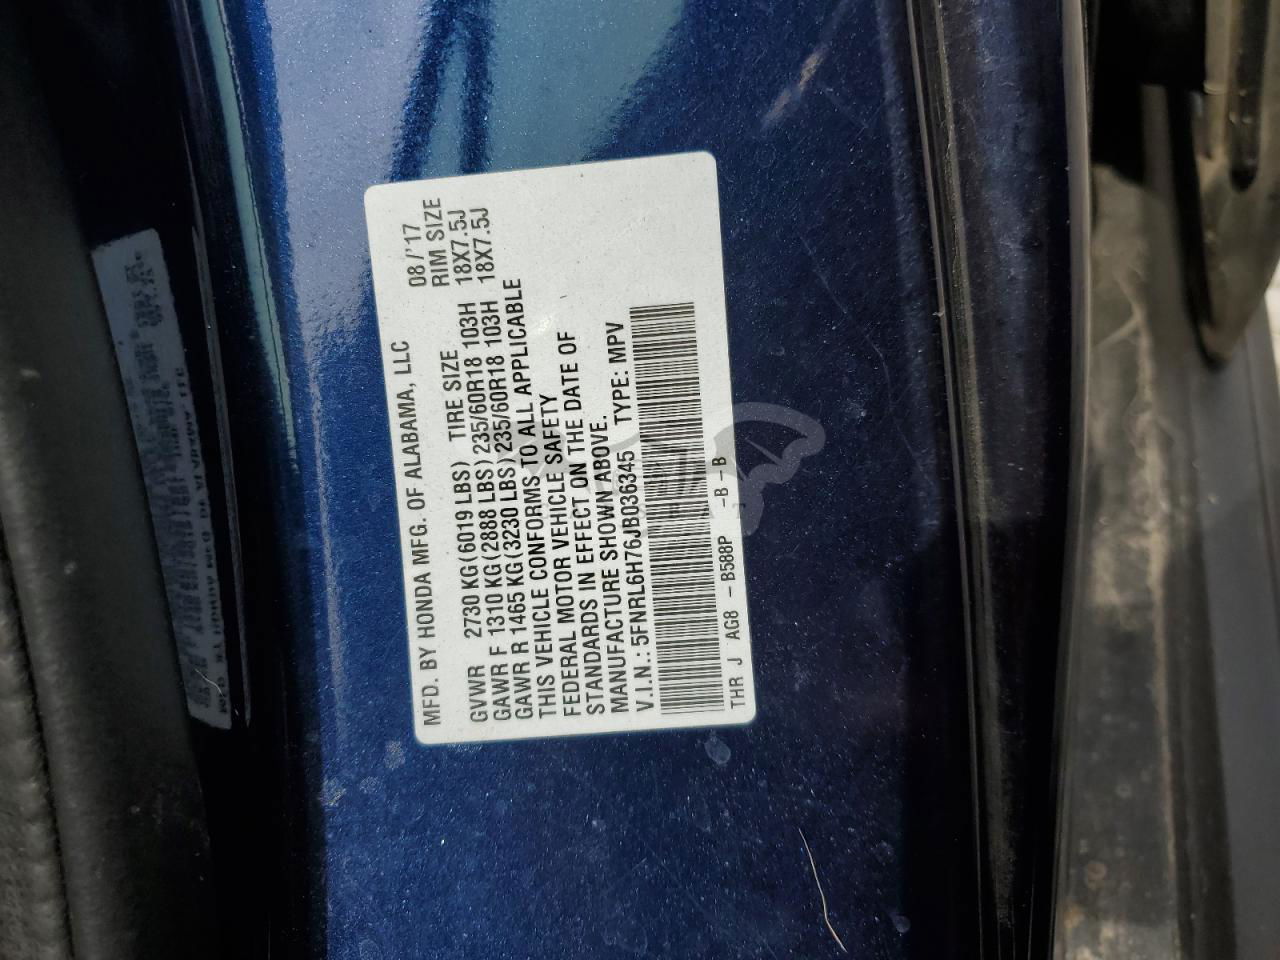 MFD. BY HONDA MFG. OF ALABAMA, LLC 08/'17
GVWR 2730 KG(6019 LBS) TIRE SIZE RIM SIZE
GAWR F 1310 KG(2888 LBS) 235/60R18 103H 18X7.5J
GAWR R 1465 KG(3230 LBS) 235/60R18 103H 18X7.5J
THIS VEHICLE CONFORMS TO ALL APPLICABLE
FEDERAL MOTOR VEHICLE SAFETY
STANDARDS IN EFFECT ON THE DATE OF
MANUFACTURE SHOWN ABOVE.
V.I.N.: 5FNRL6H76JB036345 TYPE: MPV
THR J AG8 – B588P -B – B